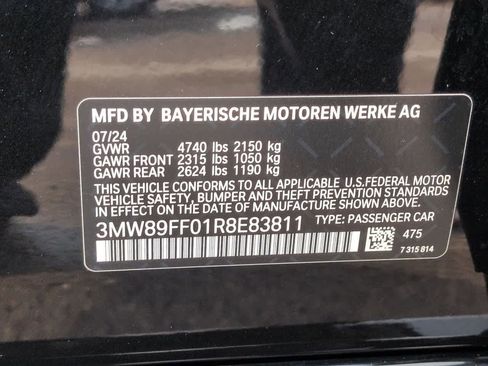 MFD BY BAYERISCHE MOTOREN WERKE AG
07/24
GVWR 4740 lbs 2150 kg
GAWR FRONT 2315 lbs 1050 kg
GAWR REAR 2624 lbs 1190 kg
THIS VEHICLE CONFORMS TO ALL APPLICABLE U.S.FEDERAL MOTOR
VEHICLE SAFETY, BUMPER AND THEFT PREVENTION STANDARDS
IN EFFECT ON THE DATE OF MANUFACTURE SHOWN ABOVE.
3MW89FF01R8E83811 TYPE: PASSENGER CAR
475
7 315 814